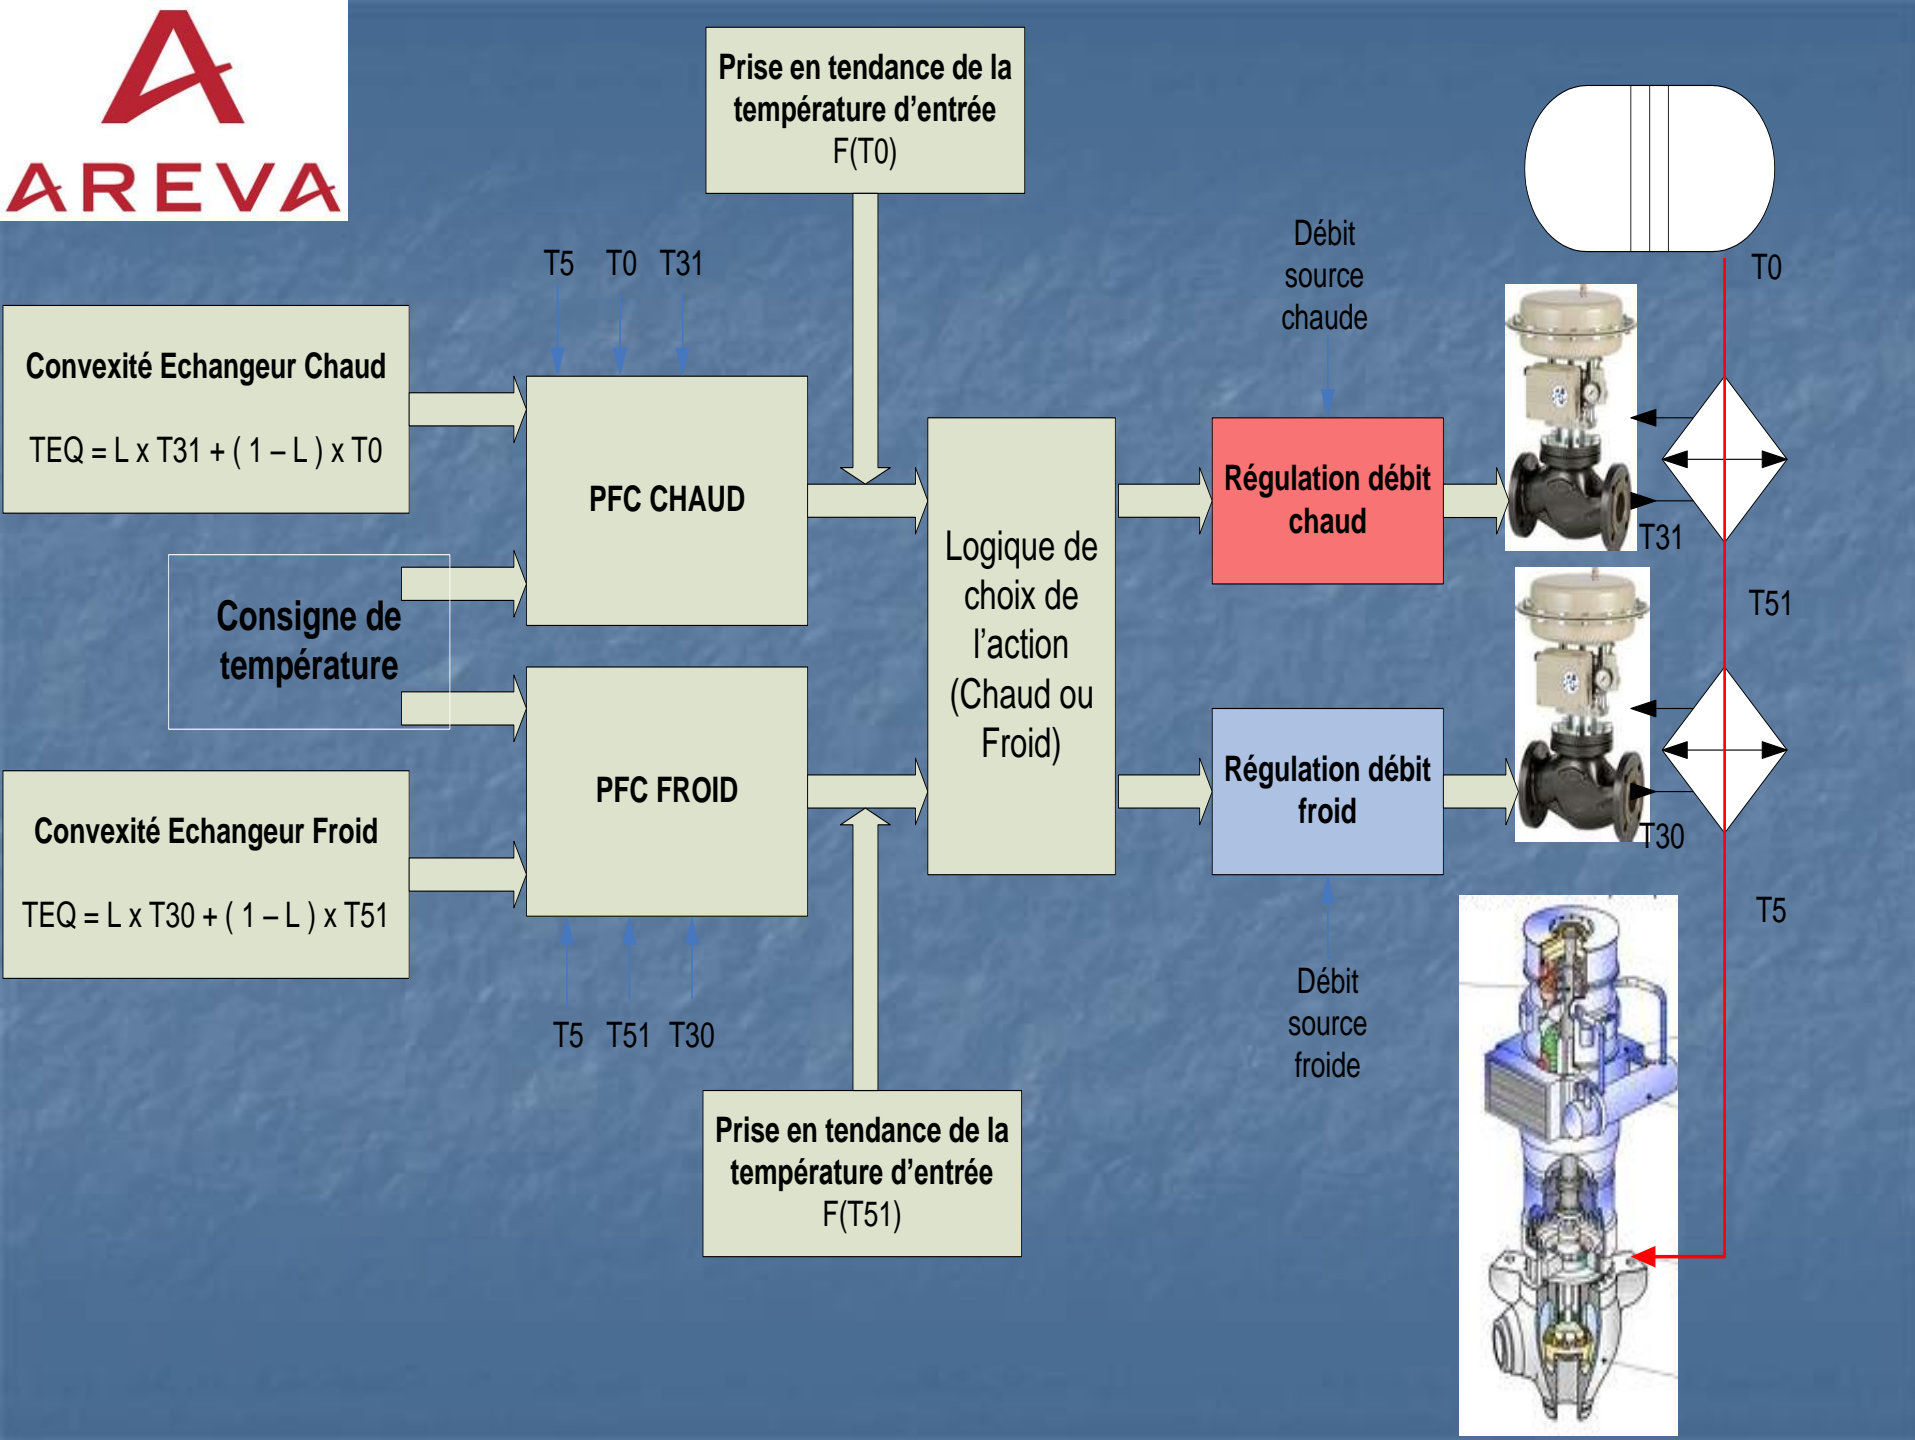 AREVA
Prise en tendance de la
température d'entrée
F(T0)
T0
Débit
source
chaude
T5 T0 T31
Convexité Echangeur Chaud
TEQ = L x T31 + ( 1 – L ) x T0
PFC CHAUD
Consigne de
température
Logique de
choix de
l'action
(Chaud ou
Froid)
Régulation débit
chaud
T31
T51
PFC FROID
Régulation débit
froid
T30
T5
Convexité Echangeur Froid
TEQ = L x T30 + ( 1 – L ) x T51
T5 T51 T30
Débit
source
froide
Prise en tendance de la
température d'entrée
F(T51)